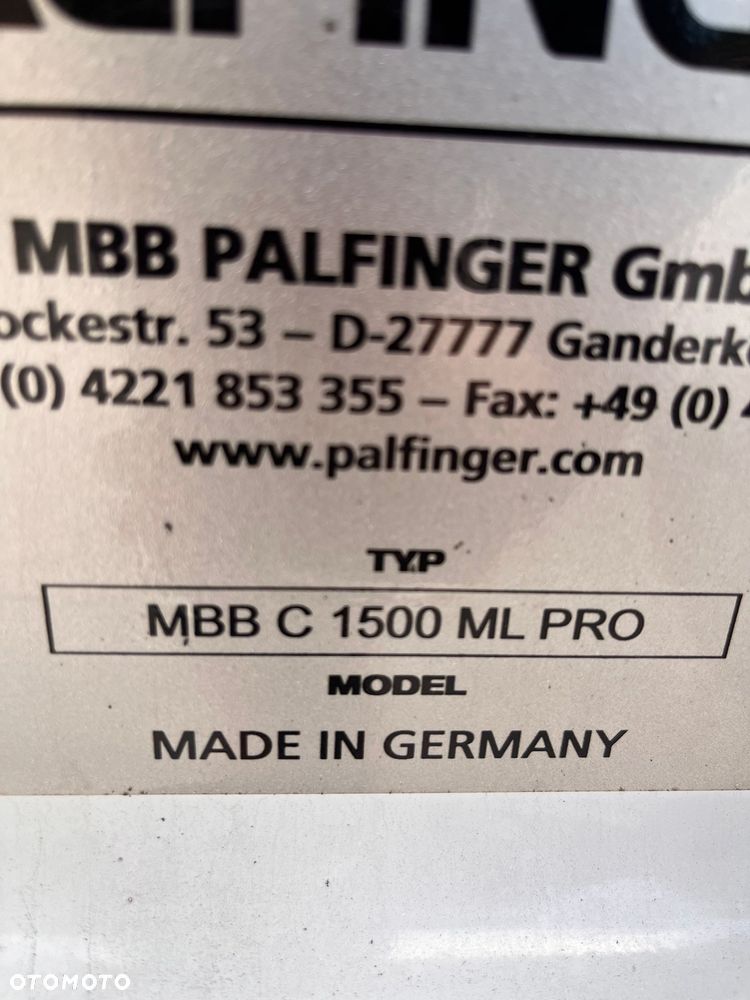 MBB PALFINGER Gmb
ockestr. 53 – D-27777 Ganderk
(0) 4221 853 355 – Fax: +49 (0) 4
www.palfinger.com
TYP
MBB C 1500 ML PRO
MODEL
MADE IN GERMANY
OTOMOTO